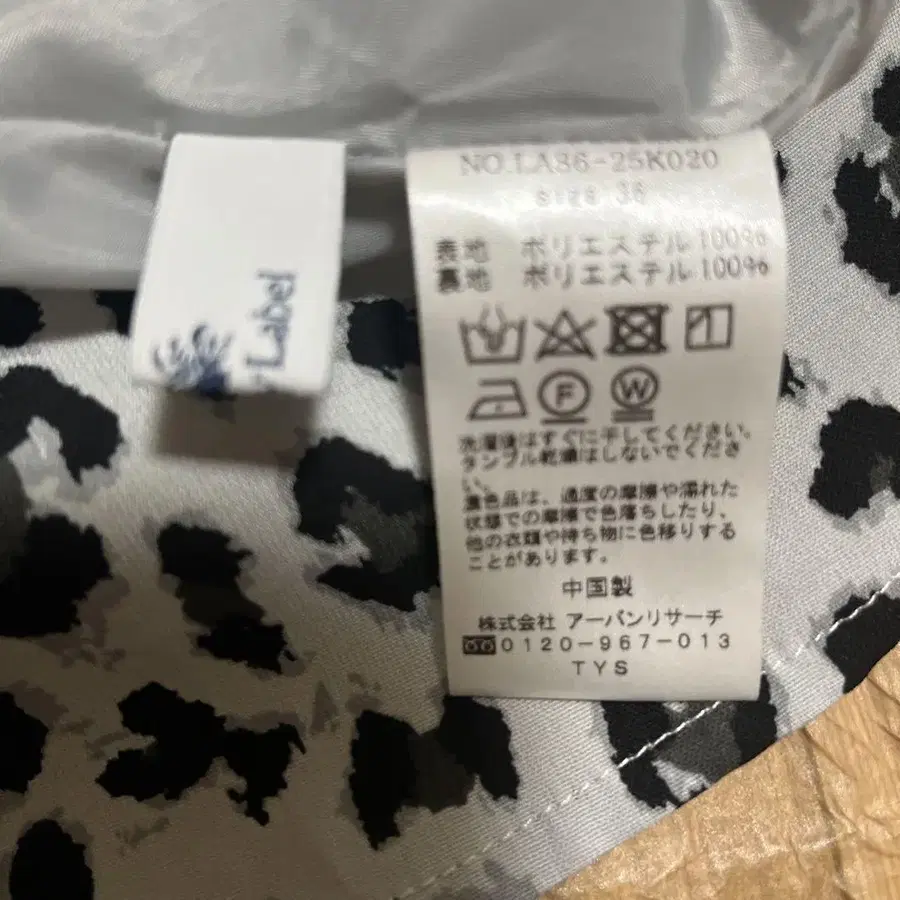 Label
NO.LA86-25K020
SIZE 36
表地 ポリエステル100%
裏地 ポリエステル100%
F
W
洗濯後はすぐに干してください。
タンブル乾燥はしないでくださ
い。
濃色品は、過度の摩擦や濡れた
状態での摩擦で色落ちしたり、
他の衣類や持ち物に色移りする
ことがあります。
中国製
株式会社 アーバンリサーチ
0120-967-013
TYS